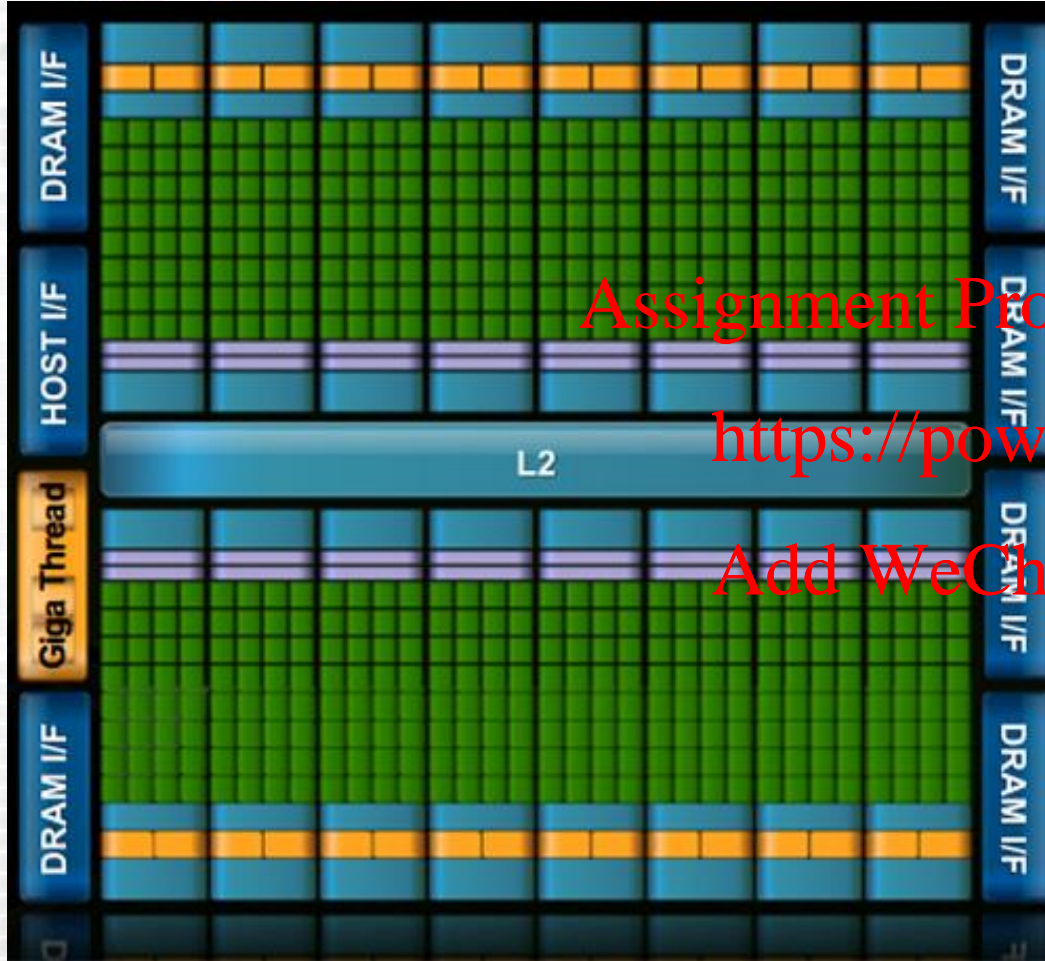 DRAM I/F
HOST I/F
Giga Thread
DRAM I/F
L2
DRAM I/F
DRAM I/F
DRAM I/F
DRAM I/F
Assignment Pro
https://pow
Add WeCh